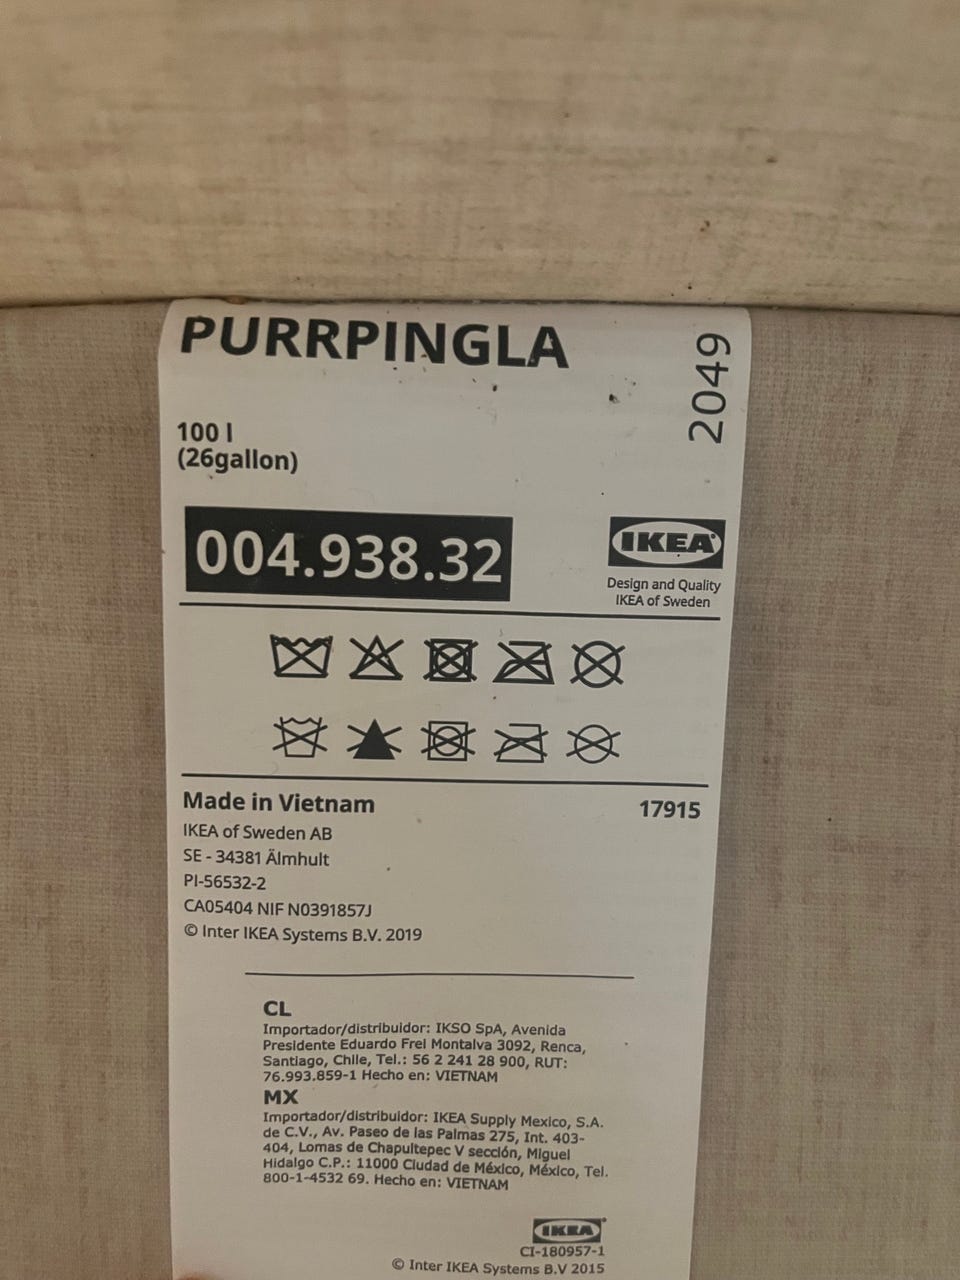 PURRPINGLA
2049
100 l
(26gallon)
004.938.32
IKEA
Design and Quality
IKEA of Sweden
Made in Vietnam
17915
IKEA of Sweden AB
SE - 34381 Älmhult
PI-56532-2
CA05404 NIF N0391857J
© Inter IKEA Systems B.V. 2019
CL
Importador/distribuidor: IKSO SpA, Avenida
Presidente Eduardo Frei Montalva 3092, Renca,
Santiago, Chile, Tel.: 56 2 241 28 900, RUT:
76.993.859-1 Hecho en: VIETNAM
MX
Importador/distribuidor: IKEA Supply Mexico, S.A.
de C.V., Av. Paseo de las Palmas 275, Int. 403-
404, Lomas de Chapultepec V sección, Miguel
Hidalgo C.P.: 11000 Ciudad de México, México, Tel.
800-1-4532 69. Hecho en: VIETNAM
IKEA
CI-180957-1
© Inter IKEA Systems B.V 2015